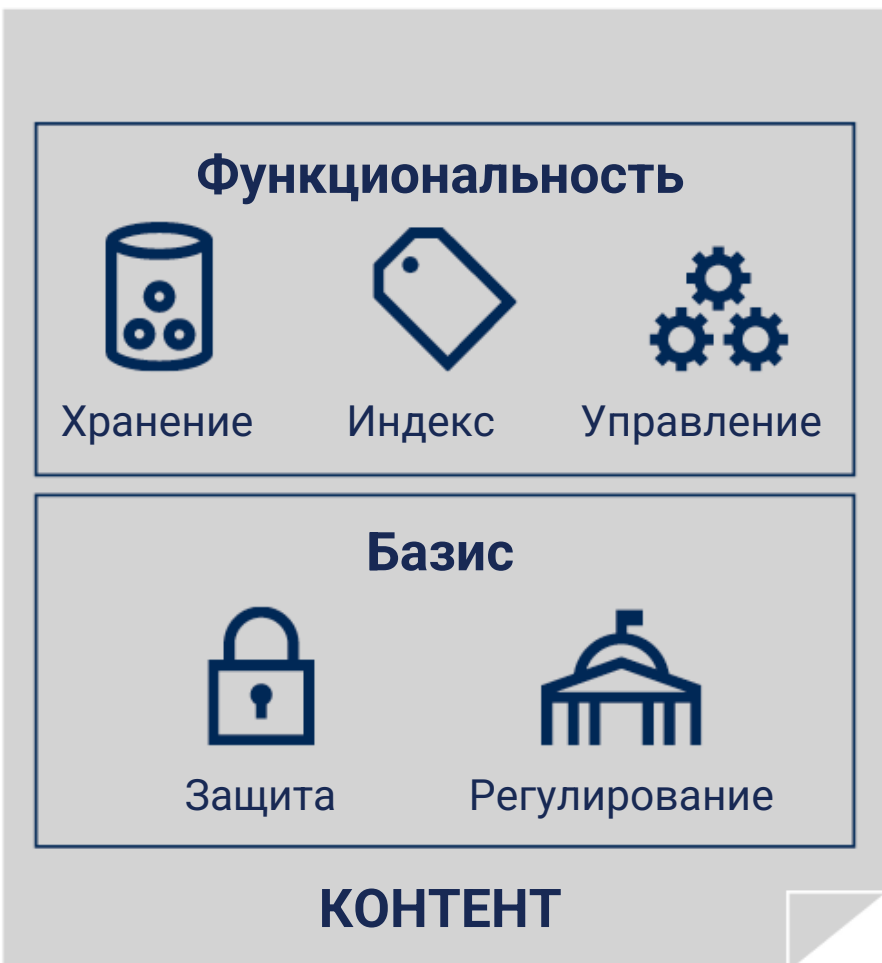 Функциональность
Хранение Индекс Управление
Базис
Защита Регулирование
КОНТЕНТ